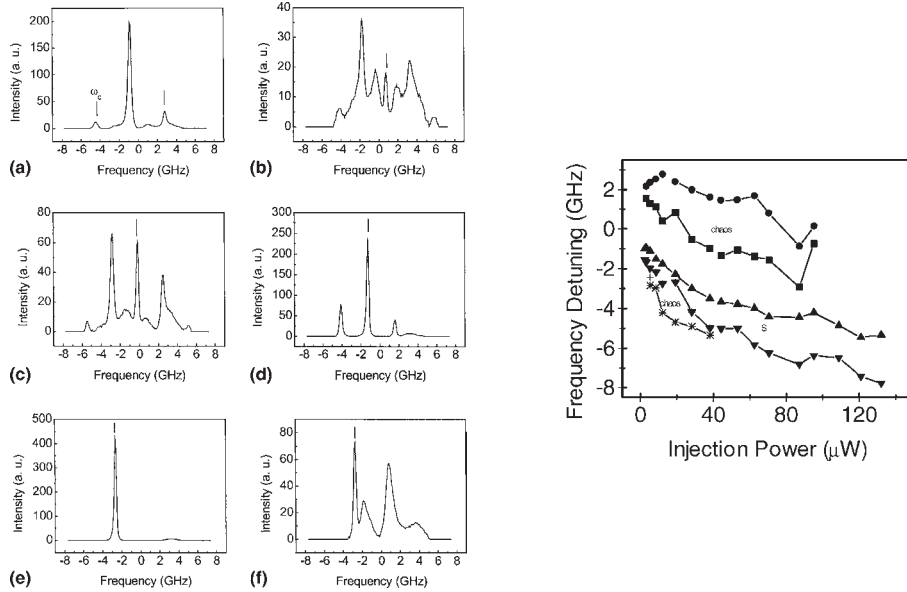 200
150
100
50
0
Intensity (a. u.)
ω_c
-8 -6 -4 -2 0 2 4 6 8
Frequency (GHz)
(a)
40
30
20
10
0
Intensity (a. u.)
-8 -6 -4 -2 0 2 4 6 8
Frequency (GHz)
(b)
80
60
40
20
0
Intensity (a. u.)
-8 -6 -4 -2 0 2 4 6 8
Frequency (GHz)
(c)
300
250
200
150
100
50
0
Intensity (a. u.)
-8 -6 -4 -2 0 2 4 6 8
Frequency (GHz)
(d)
500
400
300
200
100
0
Intensity (a. u.)
-8 -6 -4 -2 0 2 4 6 8
Frequency (GHz)
(e)
80
60
40
20
0
Intensity (a. u.)
-8 -6 -4 -2 0 2 4 6 8
Frequency (GHz)
(f)
Frequency Detuning (GHz)
2
0
-2
-4
-6
-8
chaos
chaos
S
0 40 80 120
Injection Power (μW)